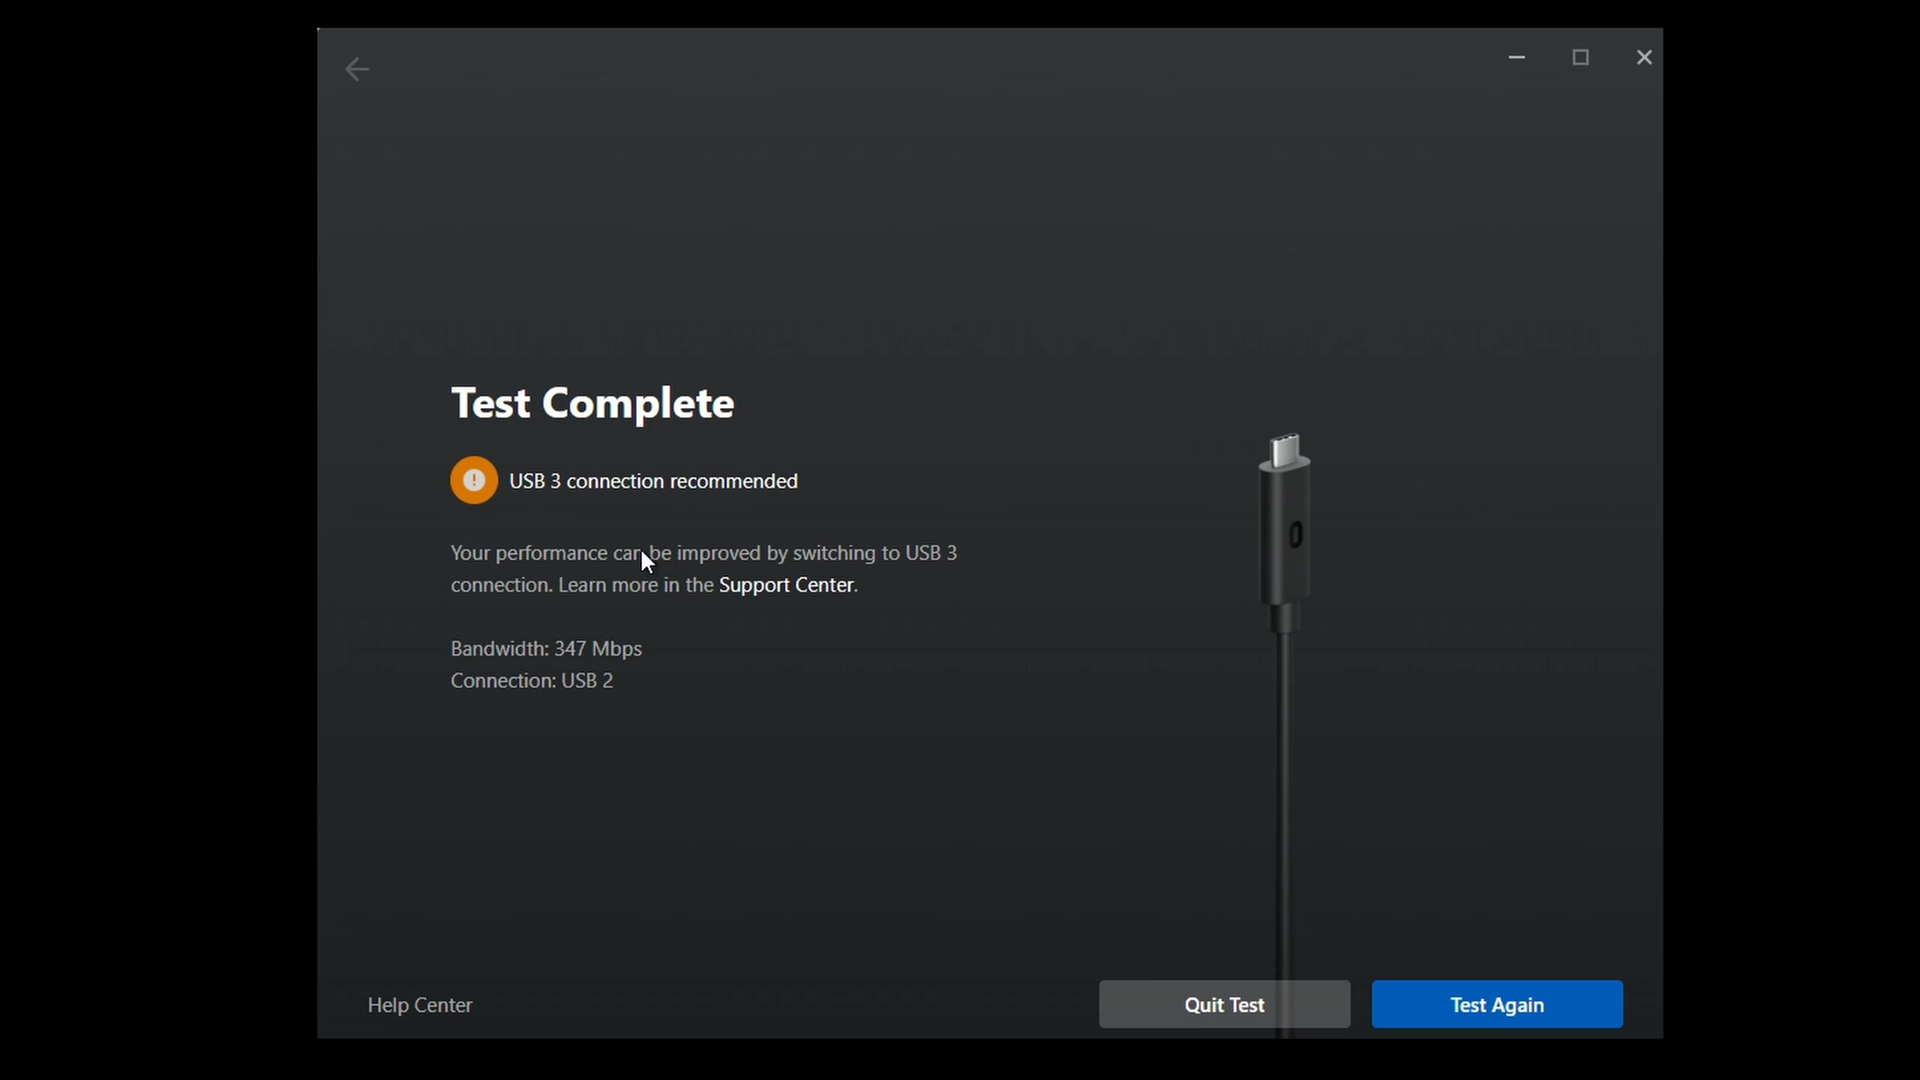 Test Complete
USB 3 connection recommended
Your performance can be improved by switching to USB 3
connection. Learn more in the Support Center.
Bandwidth: 347 Mbps
Connection: USB 2
Help Center
Quit Test
Test Again